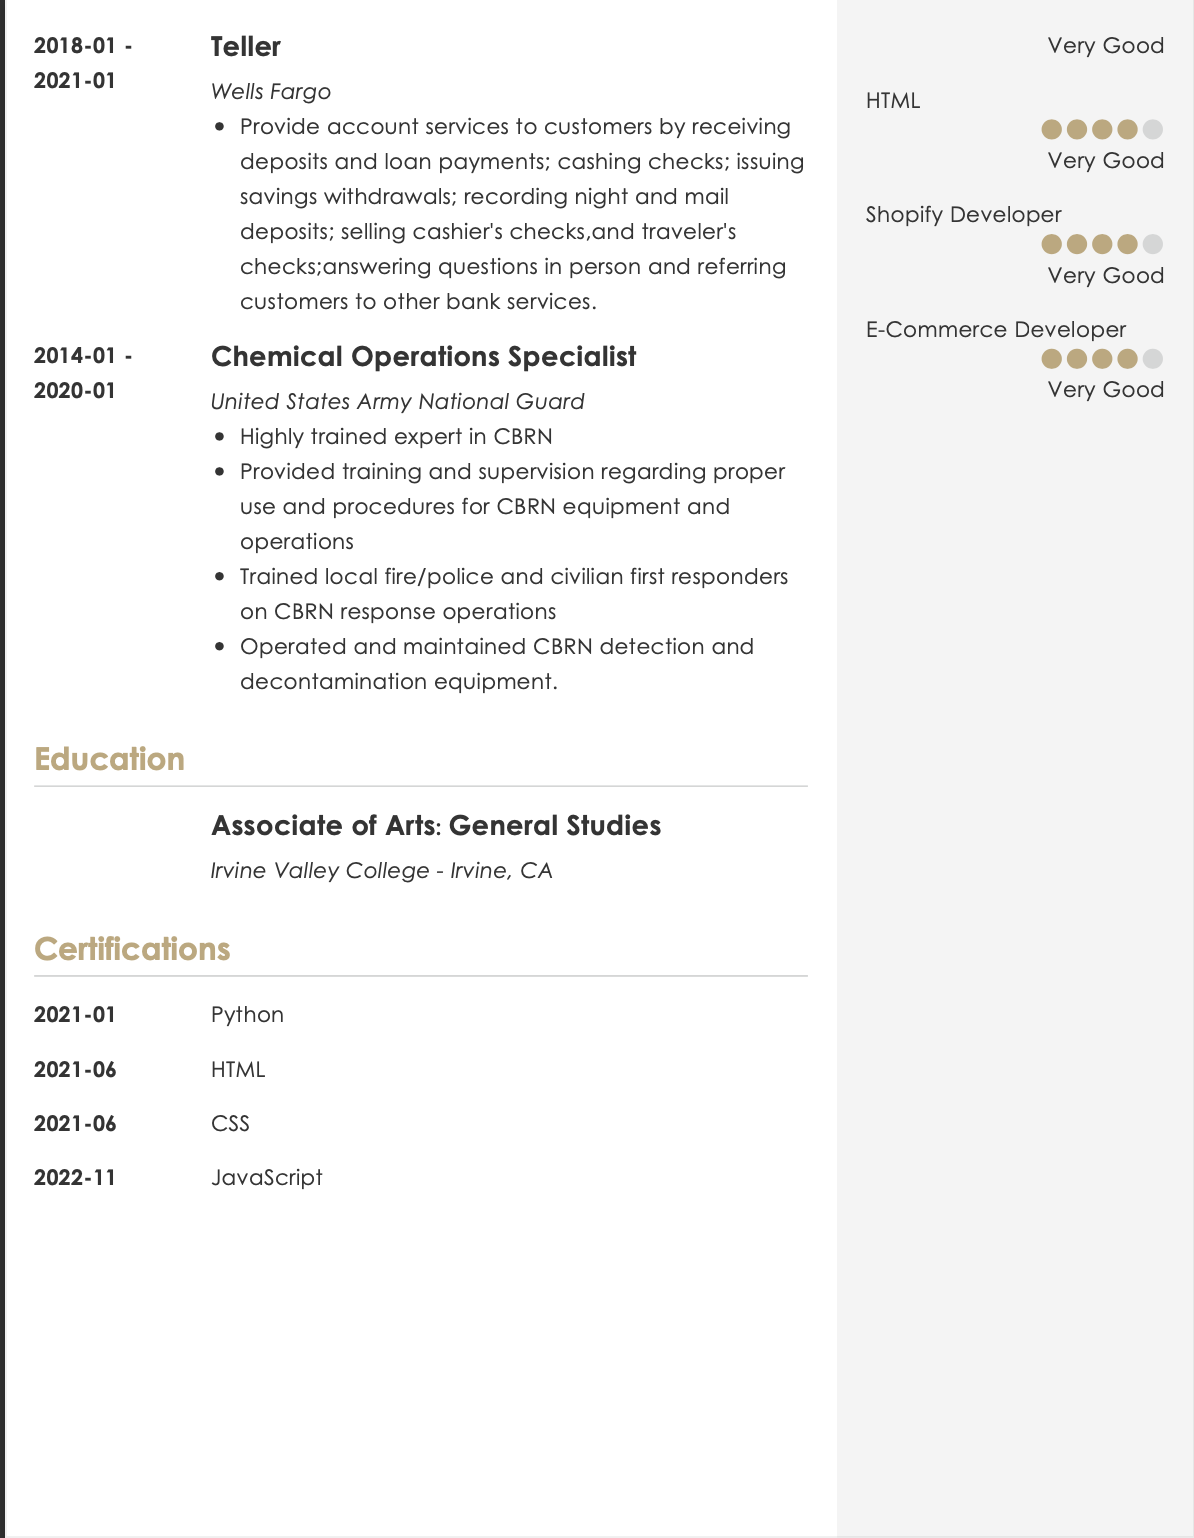 2018-01 -
2021-01
Teller
Wells Fargo
• Provide account services to customers by receiving
deposits and loan payments; cashing checks; issuing
savings withdrawals; recording night and mail
deposits; selling cashier's checks,and traveler's
checks;answering questions in person and referring
customers to other bank services.
2014-01 -
2020-01
Chemical Operations Specialist
United States Army National Guard
• Highly trained expert in CBRN
• Provided training and supervision regarding proper
use and procedures for CBRN equipment and
operations
• Trained local fire/police and civilian first responders
on CBRN response operations
• Operated and maintained CBRN detection and
decontamination equipment.
Education
Associate of Arts: General Studies
Irvine Valley College - Irvine, CA
Certifications
2021-01 Python
2021-06 HTML
2021-06 CSS
2022-11 JavaScript
Very Good
HTML
Very Good
Shopify Developer
Very Good
E-Commerce Developer
Very Good